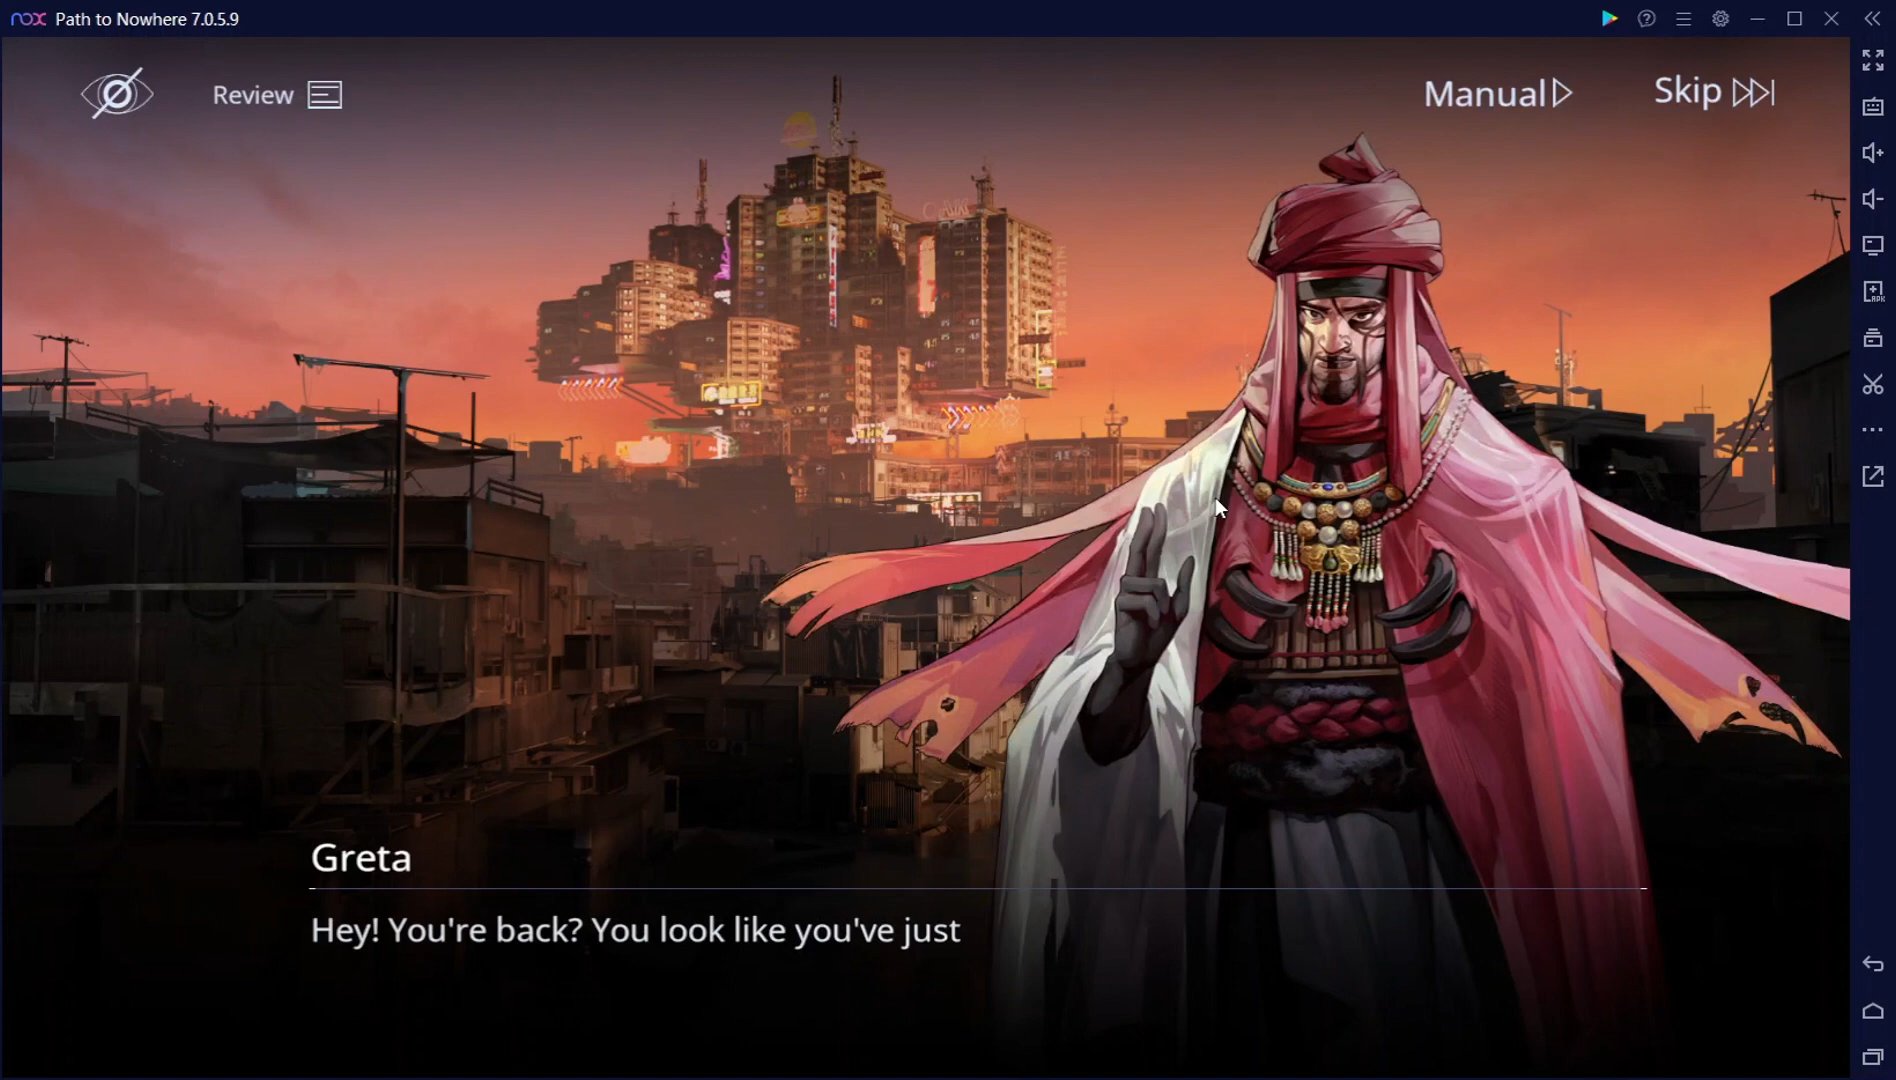 nox Path to Nowhere 7.0.5.9
Review
Manual
Skip
Greta
Hey! You're back? You look like you've just